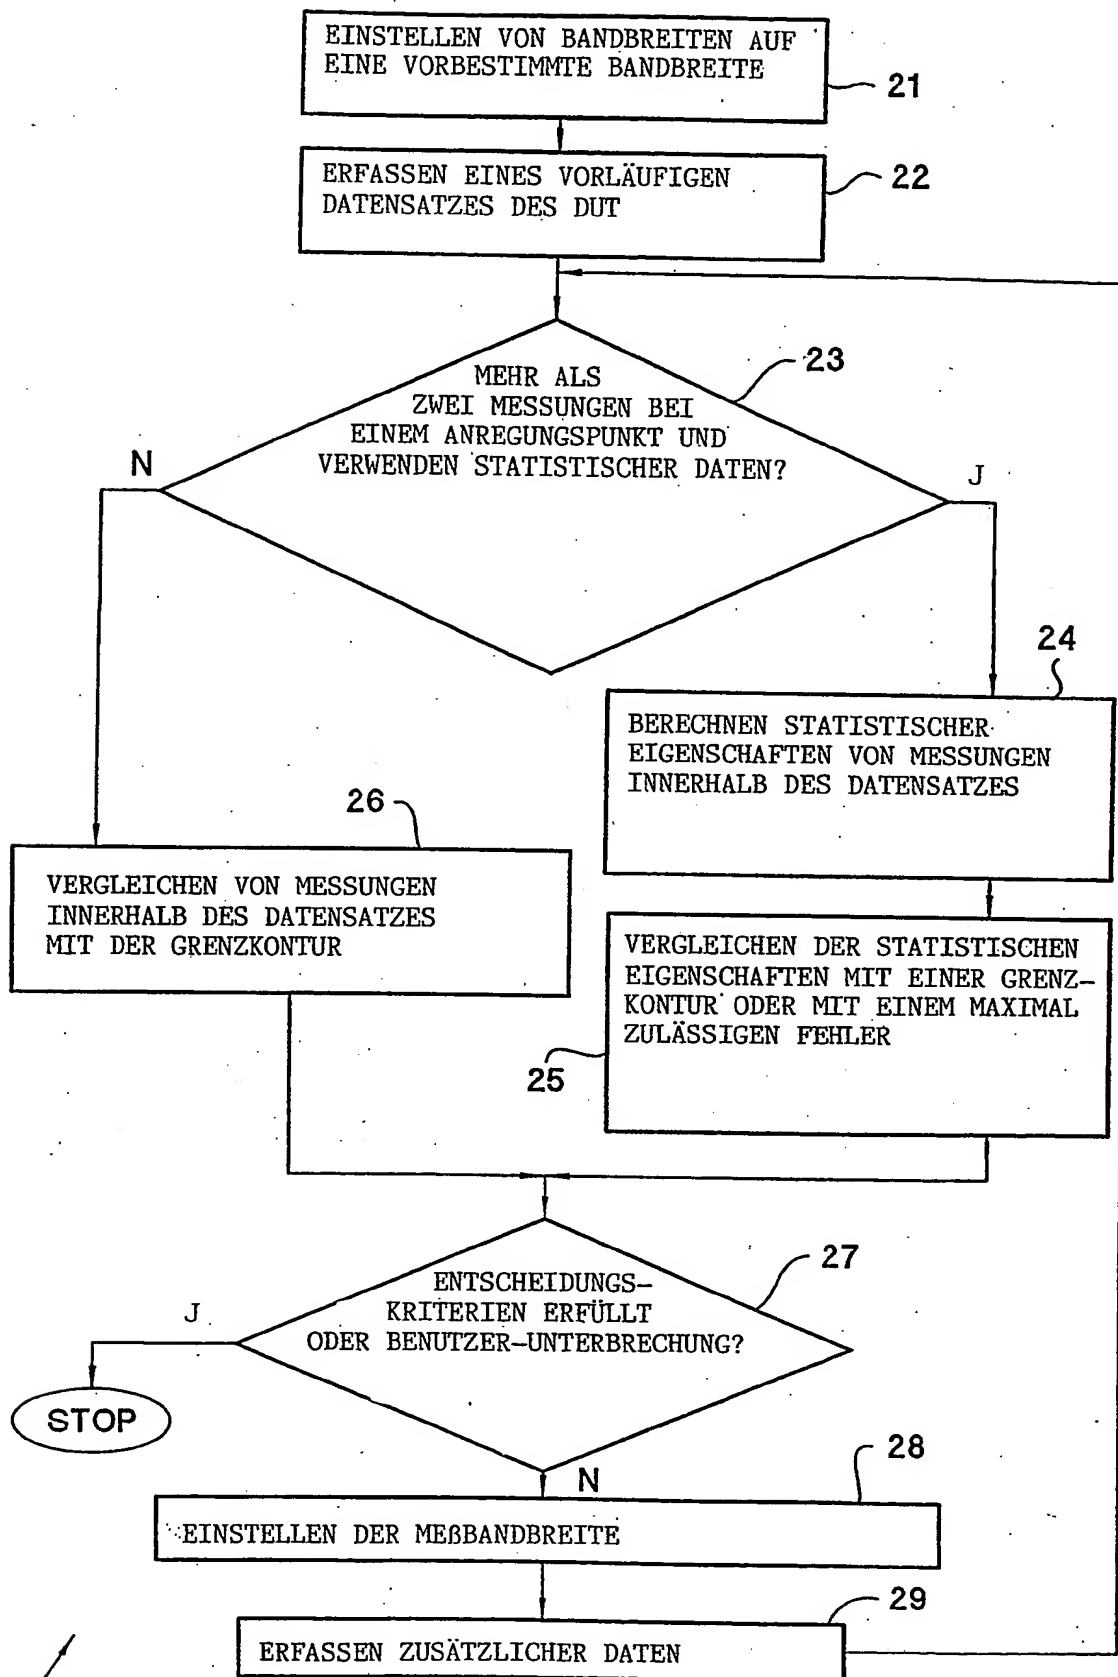 EINSTELLEN VON BANDBREITEN AUF
EINE VORBESTIMMTE BANDBREITE
21
ERFASSEN EINES VORLÄUFIGEN
DATENSATZES DES DUT
22
23
MEHR ALS
ZWEI MESSUNGEN BEI
EINEM ANREGUNGSPUNKT UND
VERWENDEN STATISTISCHER DATEN?
N
J
24
BERECHNEN STATISTISCHER
EIGENSCHAFTEN VON MESSUNGEN
INNERHALB DES DATENSATZES
26
VERGLEICHEN VON MESSUNGEN
INNERHALB DES DATENSATZES
MIT DER GRENZKONTUR
VERGLEICHEN DER STATISTISCHEN
EIGENSCHAFTEN MIT EINER GRENZ-
KONTUR ODER MIT EINEM MAXIMAL
ZULÄSSIGEN FEHLER
25
27
ENTSCHEIDUNGS-
KRITERIEN ERFÜLLT
ODER BENUTZER-UNTERBRECHUNG?
J
STOP
N
28
EINSTELLEN DER MEßBANDBREITE
29
ERFASSEN ZUSÄTZLICHER DATEN